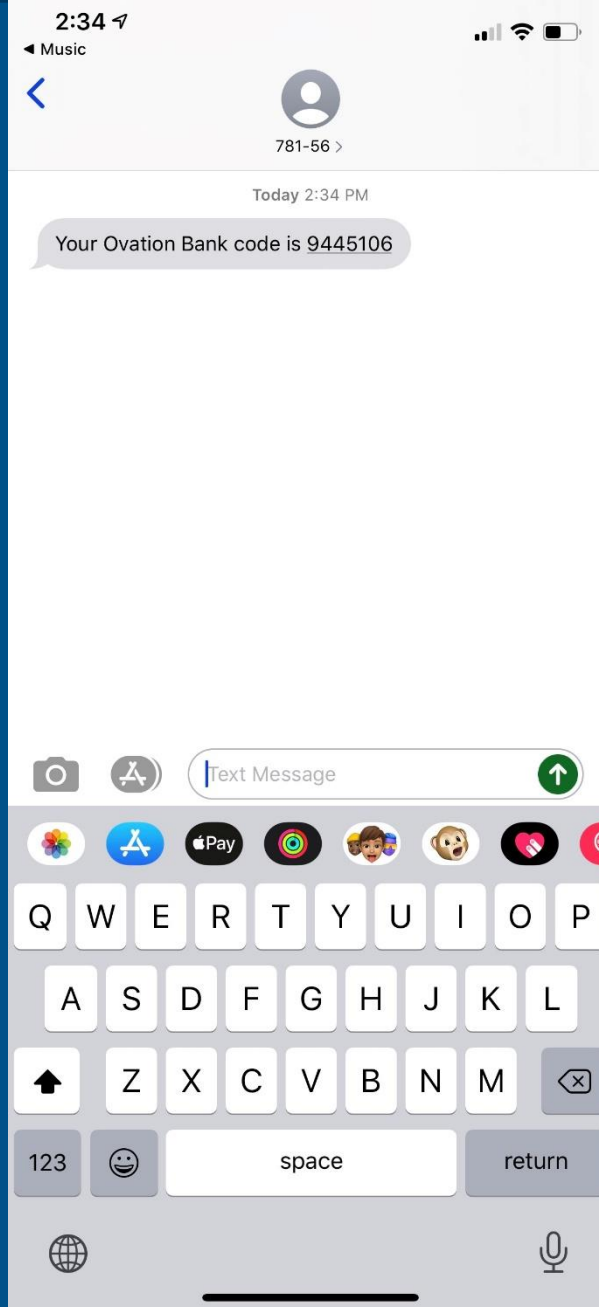 2:34
◀ Music
781-56 >
Today 2:34 PM
Your Ovation Bank code is 9445106
Text Message
Pay
Q W E R T Y U I O P
A S D F G H J K L
Z X C V B N M
123 space return